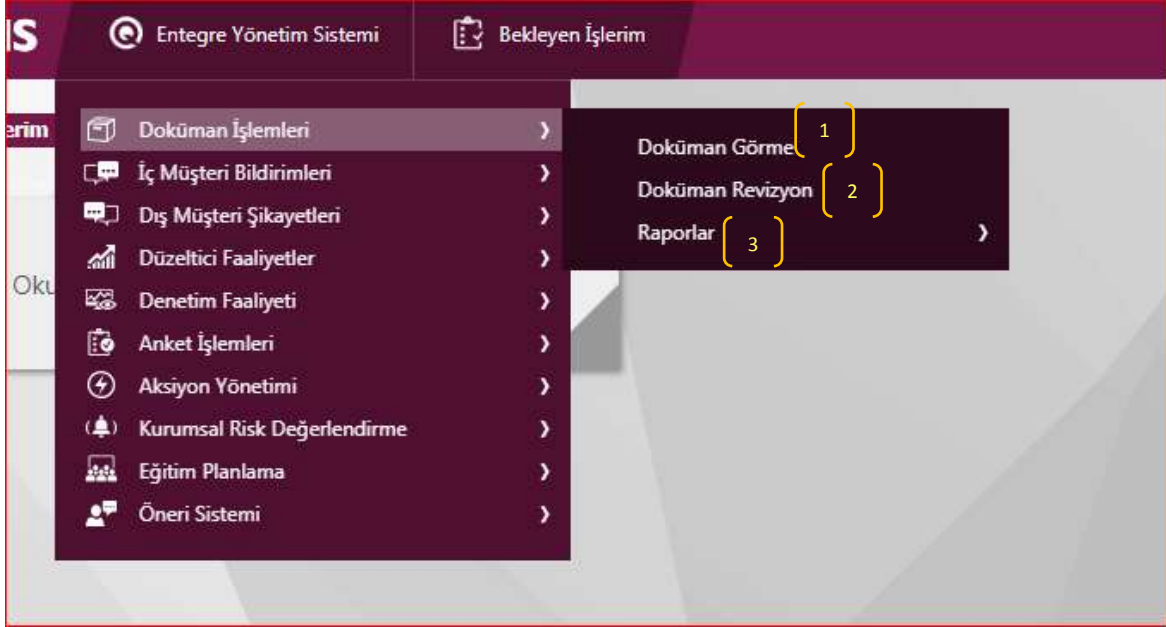 IS
Entegre Yönetim Sistemi
Bekleyen İşlerim
erim
Doküman İşlemleri
İç Müşteri Bildirimleri
Dış Müşteri Şikayetleri
Düzeltici Faaliyetler
Denetim Faaliyeti
Anket İşlemleri
Aksiyon Yönetimi
Kurumsal Risk Değerlendirme
Eğitim Planlama
Öneri Sistemi
Doküman Görme 1
Doküman Revizyon 2
Raporlar 3
Oku